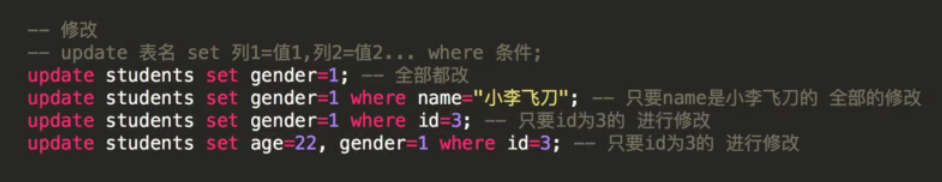 -- 修改
-- update 表名 set 列1=值1,列2=值2... where 条件;
update students set gender=1; -- 全部都改
update students set gender=1 where name="小李飞刀"; -- 只要name是小李飞刀的 全部的修改
update students set gender=1 where id=3; -- 只要id为3的 进行修改
update students set age=22, gender=1 where id=3; -- 只要id为3的 进行修改